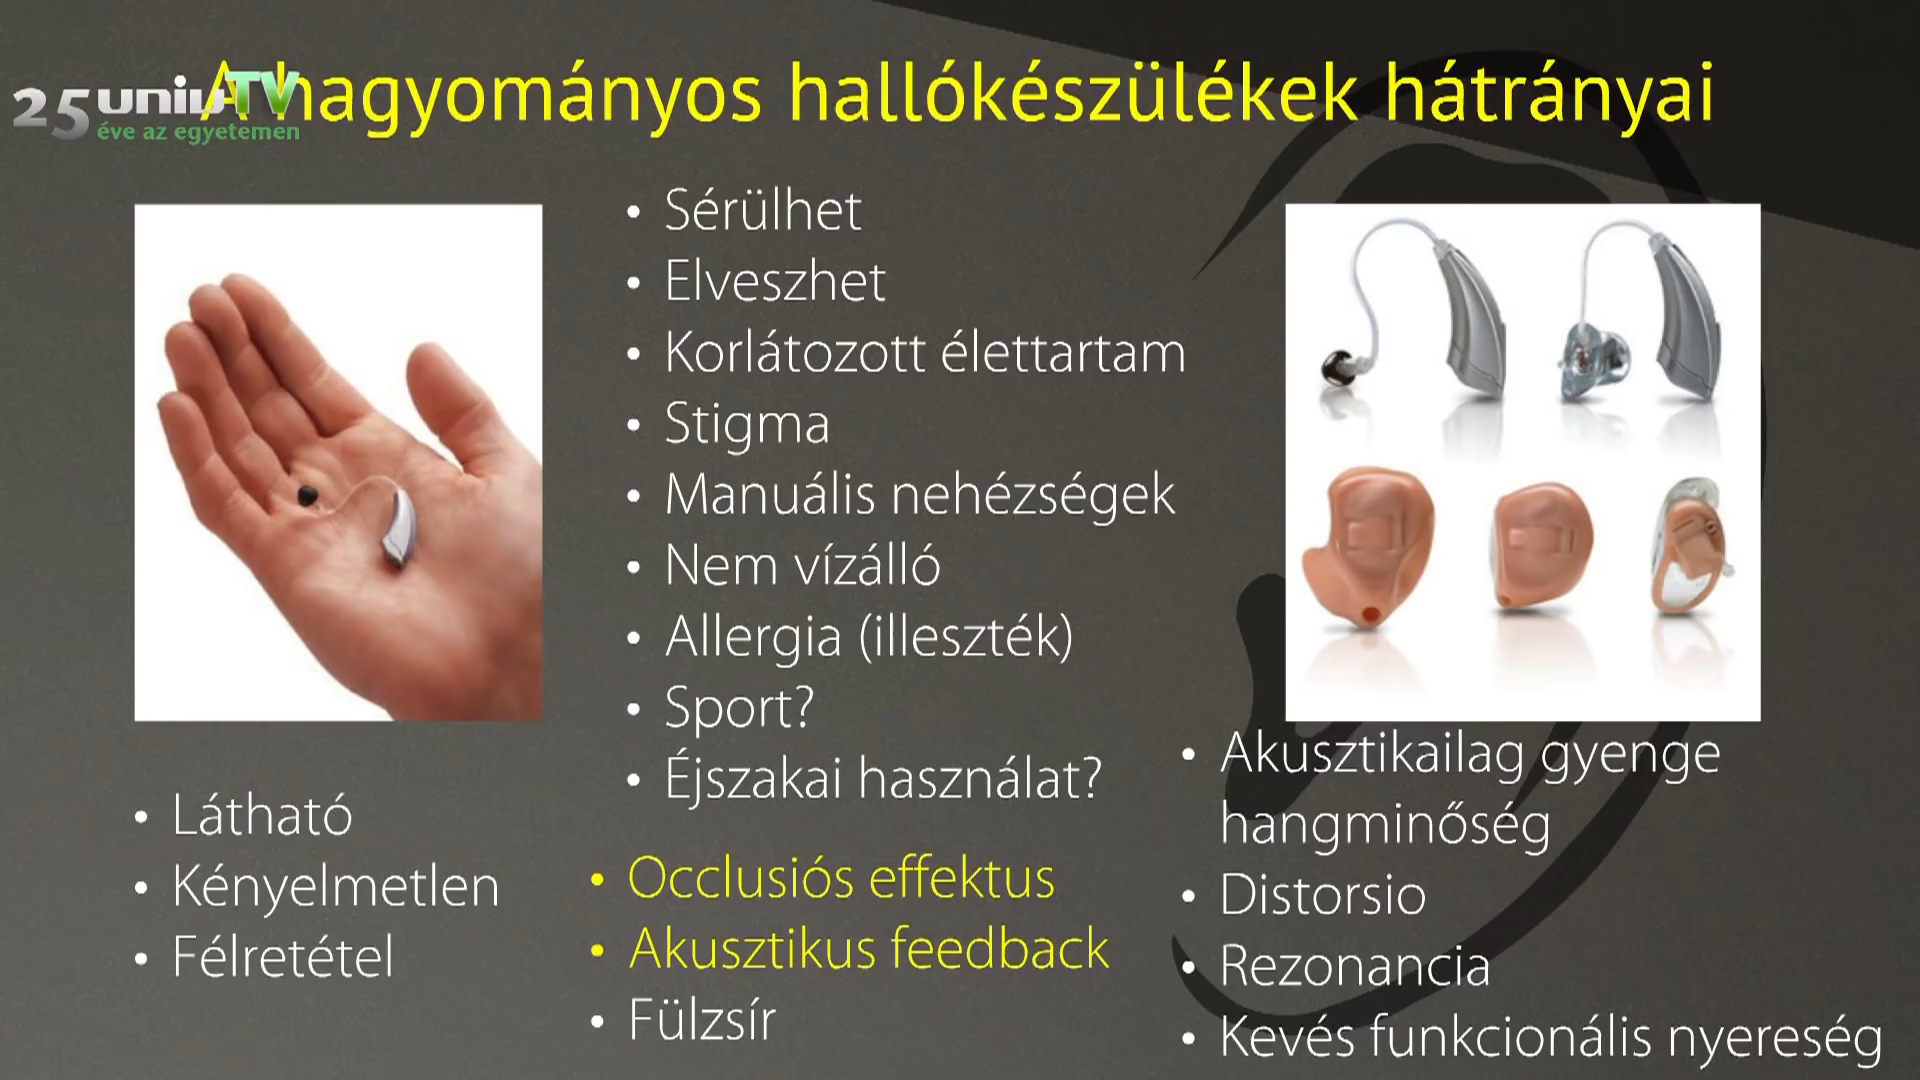 A hagyományos hallókészülékek hátrányai
25 univTV
éve az egyetemen
• Sérülhet
• Elveszhet
• Korlátozott élettartam
• Stigma
• Manuális nehézségek
• Nem vízálló
• Allergia (illeszték)
• Sport?
• Éjszakai használat?
• Látható
• Kényelmetlen
• Félretétel
• Occlusiós effektus
• Akusztikus feedback
• Fülzsír
• Akusztikailag gyenge
hangminőség
• Distorsio
• Rezonancia
• Kevés funkcionális nyereség